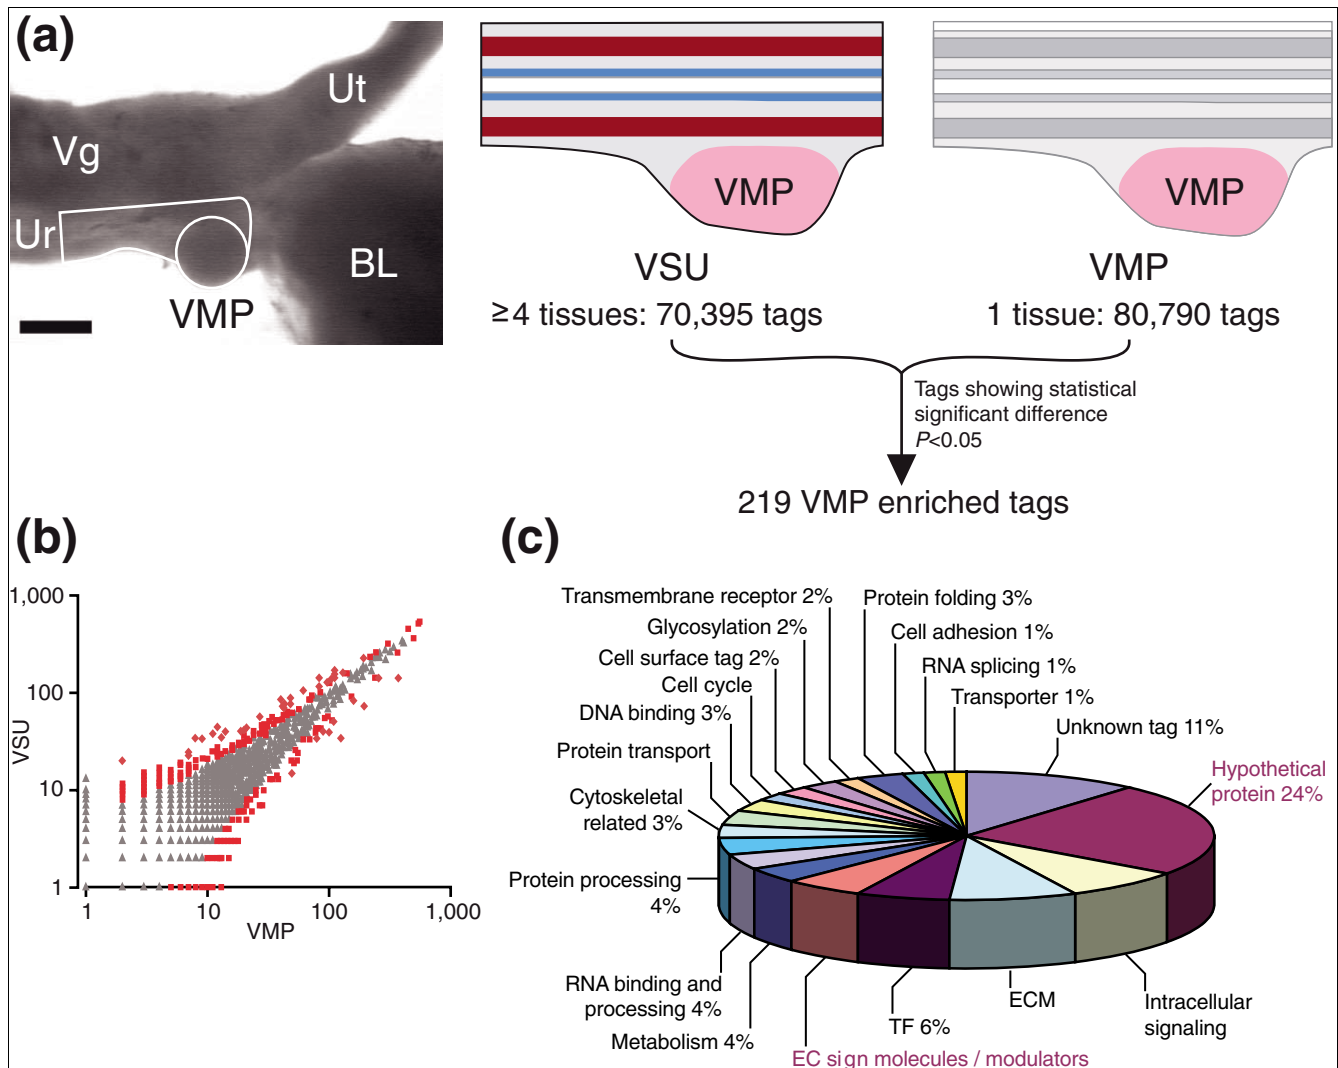 (a)
Ut
Vg
Ur
VMP
BL
VMP
VSU
≥4 tissues: 70,395 tags
VMP
VMP
1 tissue: 80,790 tags
Tags showing statistical
significant difference
P<0.05
219 VMP enriched tags
(b)
1,000
100
10
1
VSU
1
10
100
1,000
VMP
(c)
Transmembrane receptor 2%
Glycosylation 2%
Cell surface tag 2%
Cell cycle
DNA binding 3%
Protein transport
Cytoskeletal
related 3%
Protein processing
4%
RNA binding and
processing 4%
Metabolism 4%
EC sign molecules / modulators
TF 6%
ECM
Intracellular
signaling
Hypothetical
protein 24%
Unknown tag 11%
Transporter 1%
RNA splicing 1%
Cell adhesion 1%
Protein folding 3%